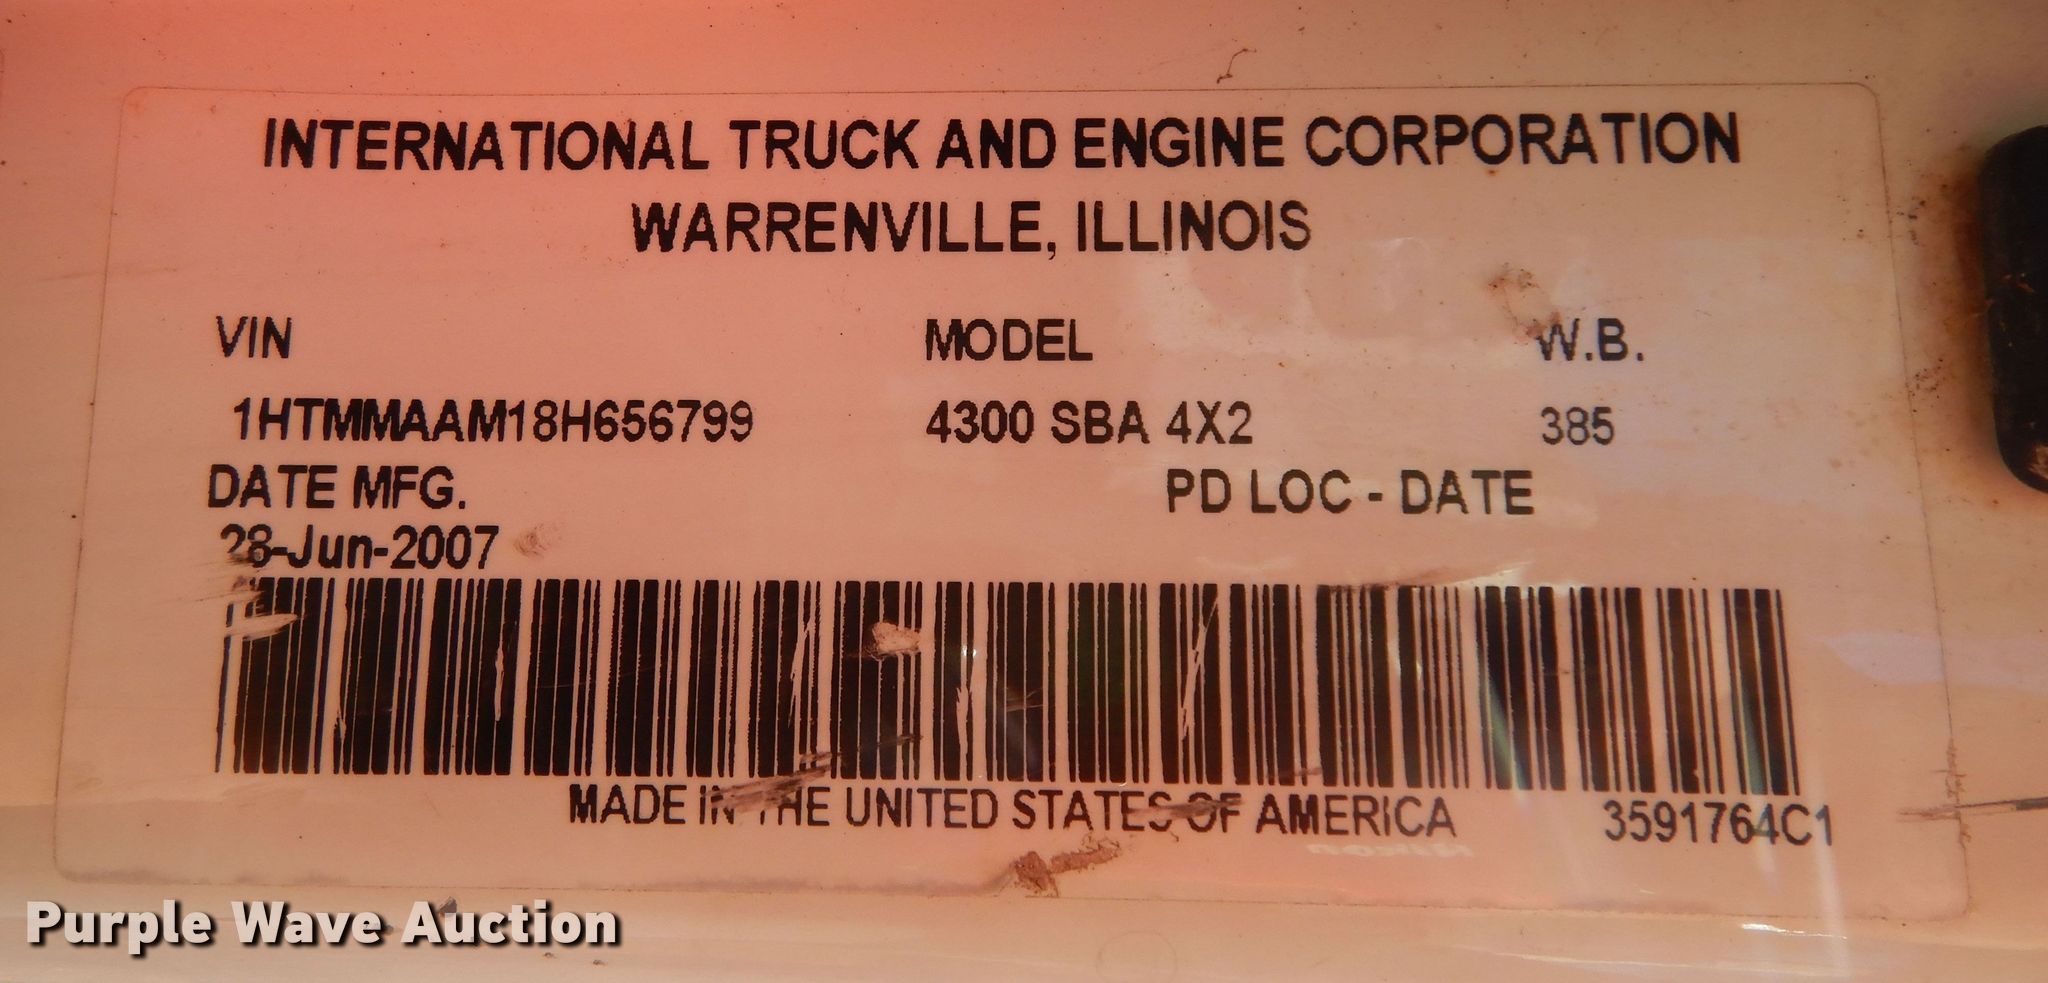 INTERNATIONAL TRUCK AND ENGINE CORPORATION
WARRENVILLE, ILLINOIS
VIN MODEL W.B.
1HTMMAAM18H656799 4300 SBA 4X2 385
DATE MFG. PD LOC - DATE
28-Jun-2007
MADE IN THE UNITED STATES OF AMERICA 3591764C1
Purple Wave Auction